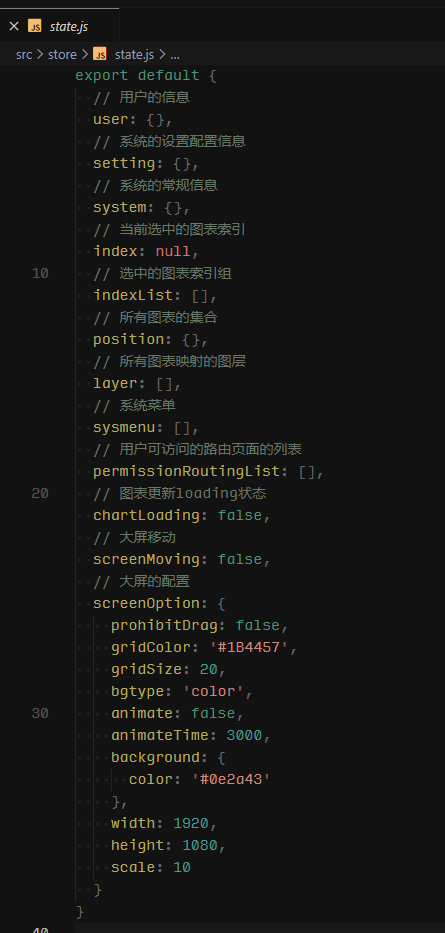 state.js
src > store > JS state.js > ...
export default {
// 用户的信息
user: {},
// 系统的设置配置信息
setting: {},
// 系统的常规信息
system: {},
// 当前选中的图表索引
index: null,
10 // 选中的图表索引组
indexList: [],
// 所有图表的集合
position: {},
// 所有图表映射的图层
layer: [],
// 系统菜单
sysmenu: [],
// 用户可访问的路由页面的列表
permissionRoutingList: [],
20 // 图表更新loading状态
chartLoading: false,
// 大屏移动
screenMoving: false,
// 大屏的配置
screenOption: {
prohibitDrag: false,
gridColor: '#1B4457',
gridSize: 20,
bgtype: 'color',
30 animate: false,
animateTime: 3000,
background: {
color: '#0e2a43'
},
width: 1920,
height: 1080,
scale: 10
}
}
40